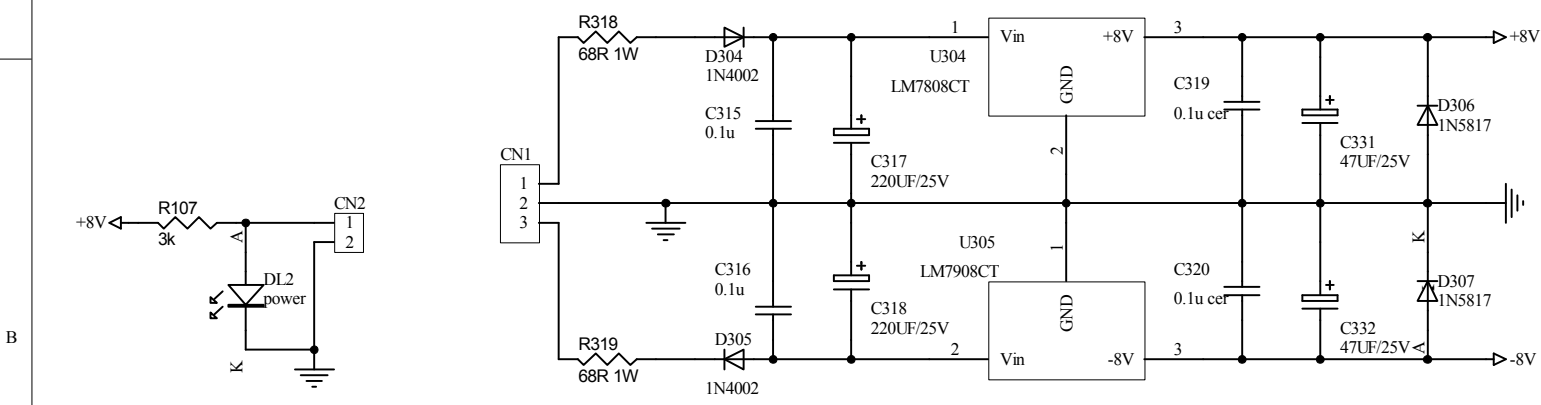 B
+8V
R107
3k
A
K
DL2
power
CN2
1
2
CN1
1
2
3
R318
68R 1W
D304
1N4002
C315
0.1u
+
C317
220UF/25V
1
Vin
+8V
3
U304
LM7808CT
GND
2
C319
0.1u cer
+
C331
47UF/25V
D306
1N5817
+8V
R319
68R 1W
D305
1N4002
C316
0.1u
+
C318
220UF/25V
U305
LM7908CT
1
GND
2
Vin
-8V
3
C320
0.1u cer
+
C332
47UF/25V
K
D307
1N5817
A
-8V